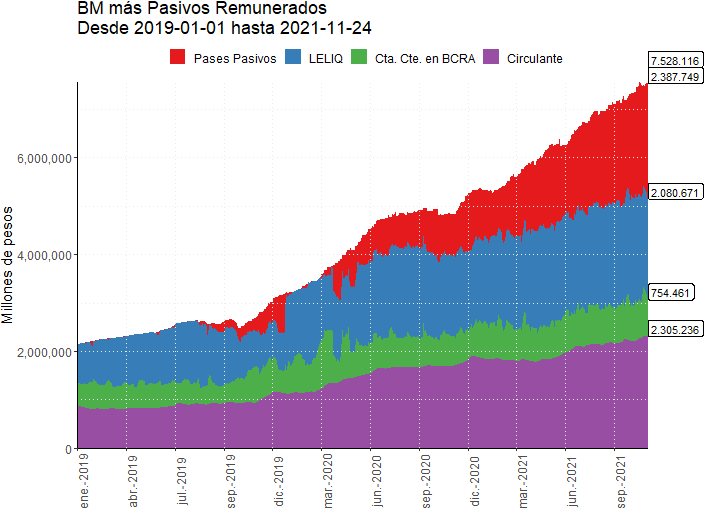 BM más Pasivos Remunerados
Desde 2019-01-01 hasta 2021-11-24
Pases Pasivos LELIQ Cta. Cte. en BCRA Circulante
7.528.116
2.387.749
2.080.671
754.461
2.305.236
Millones de pesos
6,000,000
4,000,000
2,000,000
0
ene.-2019
abr.-2019
jul.-2019
sep.-2019
dic.-2019
mar.-2020
jun.-2020
sep.-2020
dic.-2020
mar.-2021
jun.-2021
sep.-2021